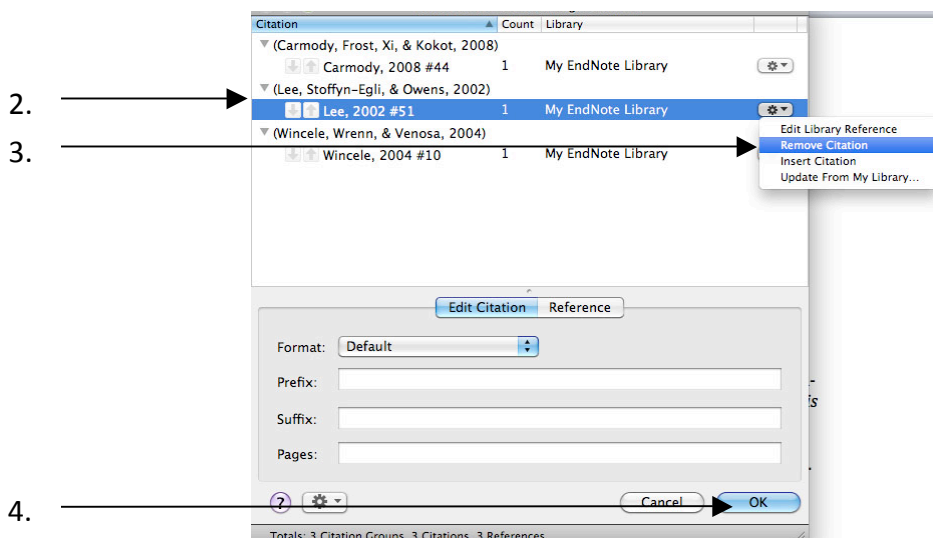 Citation Count Library
(Carmody, Frost, Xi, & Kokot, 2008)
Carmody, 2008 #44 1 My EndNote Library
2. (Lee, Stoffyn-Egli, & Owens, 2002)
Lee, 2002 #51 1 My EndNote Library
Edit Library Reference
(Wincele, Wrenn, & Venosa, 2004)
3. Remove Citation
Wincele, 2004 #10 1 My EndNote Library
Insert Citation
Update From My Library...
Edit Citation Reference
Format: Default
Prefix:
is
Suffix:
Pages:
4. ? Cancel OK
Totals: 3 Citation Groups, 3 Citations, 3 References